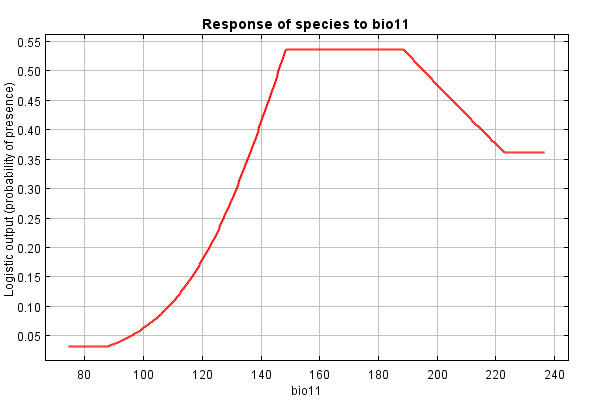 Response of species to bio11
Logistic output (probability of presence)
0.55
0.50
0.45
0.40
0.35
0.30
0.25
0.20
0.15
0.10
0.05
80 100 120 140 160 180 200 220 240
bio11